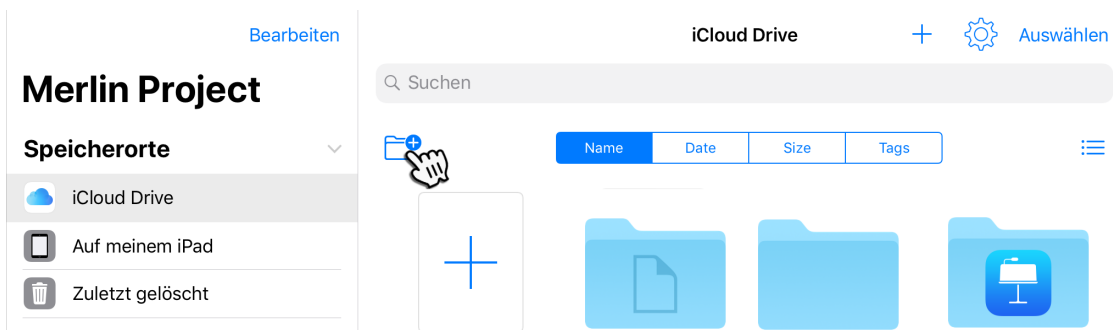 Bearbeiten
Merlin Project
Speicherorte
iCloud Drive
Auf meinem iPad
Zuletzt gelöscht
iCloud Drive
Auswählen
Suchen
Name Date Size Tags